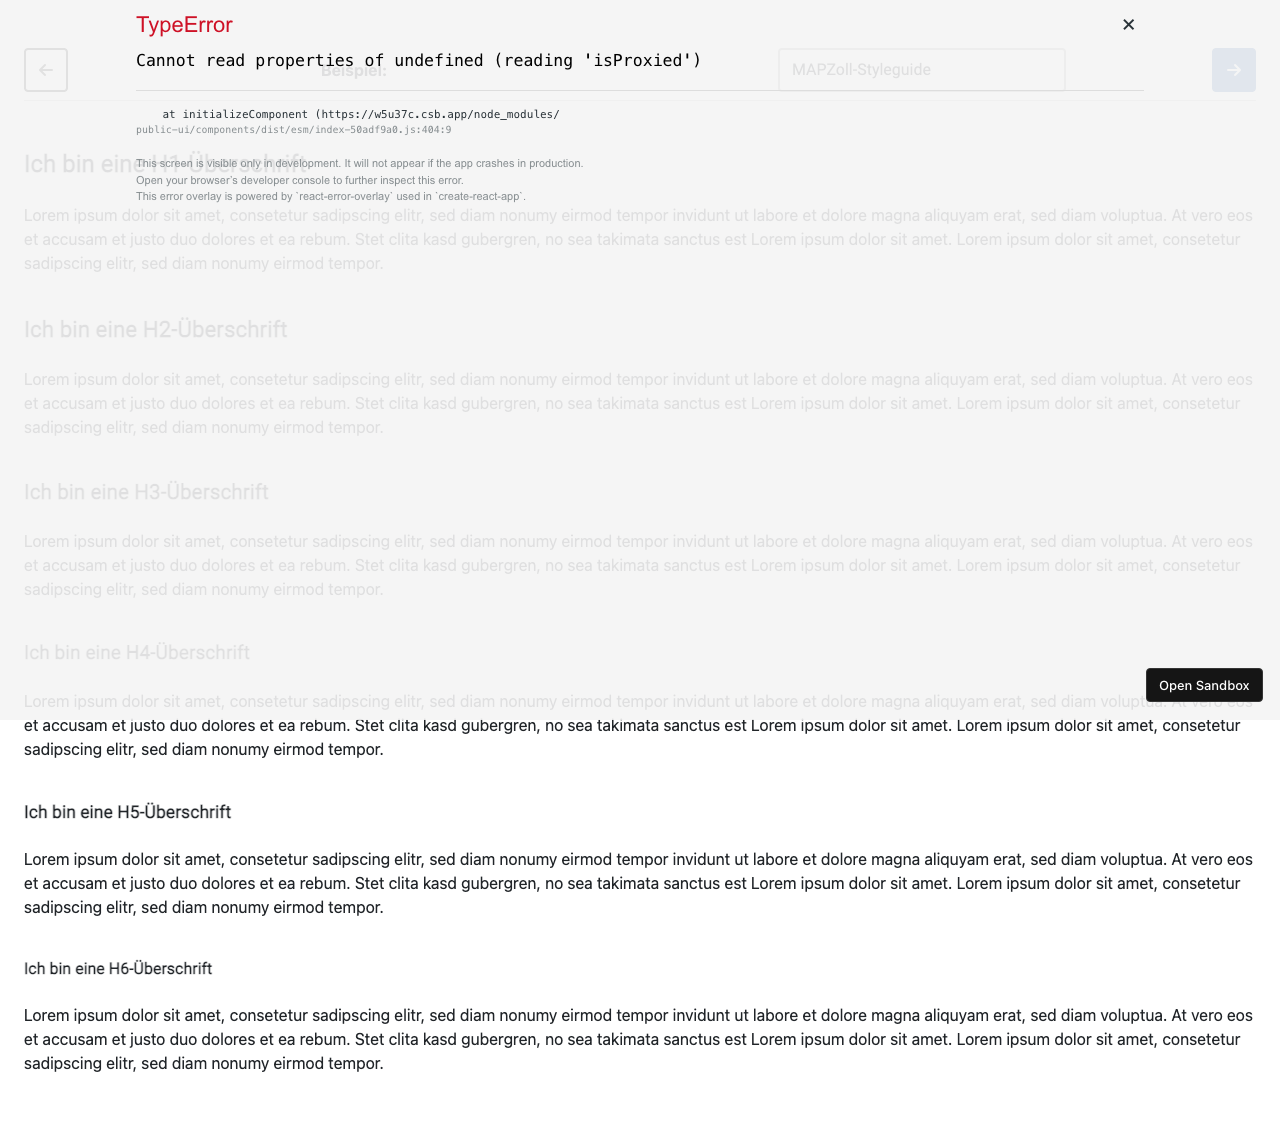 TypeError
Cannot read properties of undefined (reading 'isProxied')
Beispiel:
MAPZoll-Styleguide
at initializeComponent (https://w5u37c.csb.app/node_modules/
public-ui/components/dist/esm/index-50adf9a0.js:404:9
Ich bin eine H1-Überschrift
This screen is visible only in development. It will not appear if the app crashes in production.
Open your browser's developer console to further inspect this error.
This error overlay is powered by `react-error-overlay` used in `create-react-app`.
Lorem ipsum dolor sit amet, consetetur sadipscing elitr, sed diam nonumy eirmod tempor invidunt ut labore et dolore magna aliquyam erat, sed diam voluptua. At vero eos
et accusam et justo duo dolores et ea rebum. Stet clita kasd gubergren, no sea takimata sanctus est Lorem ipsum dolor sit amet. Lorem ipsum dolor sit amet, consetetur
sadipscing elitr, sed diam nonumy eirmod tempor.
Ich bin eine H2-Überschrift
Lorem ipsum dolor sit amet, consetetur sadipscing elitr, sed diam nonumy eirmod tempor invidunt ut labore et dolore magna aliquyam erat, sed diam voluptua. At vero eos
et accusam et justo duo dolores et ea rebum. Stet clita kasd gubergren, no sea takimata sanctus est Lorem ipsum dolor sit amet. Lorem ipsum dolor sit amet, consetetur
sadipscing elitr, sed diam nonumy eirmod tempor.
Ich bin eine H3-Überschrift
Lorem ipsum dolor sit amet, consetetur sadipscing elitr, sed diam nonumy eirmod tempor invidunt ut labore et dolore magna aliquyam erat, sed diam voluptua. At vero eos
et accusam et justo duo dolores et ea rebum. Stet clita kasd gubergren, no sea takimata sanctus est Lorem ipsum dolor sit amet. Lorem ipsum dolor sit amet, consetetur
sadipscing elitr, sed diam nonumy eirmod tempor.
Ich bin eine H4-Überschrift
Open Sandbox
Lorem ipsum dolor sit amet, consetetur sadipscing elitr, sed diam nonumy eirmod tempor invidunt ut labore et dolore magna aliquyam erat, sed diam voluptua. At vero eos
et accusam et justo duo dolores et ea rebum. Stet clita kasd gubergren, no sea takimata sanctus est Lorem ipsum dolor sit amet. Lorem ipsum dolor sit amet, consetetur
sadipscing elitr, sed diam nonumy eirmod tempor.
Ich bin eine H5-Überschrift
Lorem ipsum dolor sit amet, consetetur sadipscing elitr, sed diam nonumy eirmod tempor invidunt ut labore et dolore magna aliquyam erat, sed diam voluptua. At vero eos
et accusam et justo duo dolores et ea rebum. Stet clita kasd gubergren, no sea takimata sanctus est Lorem ipsum dolor sit amet. Lorem ipsum dolor sit amet, consetetur
sadipscing elitr, sed diam nonumy eirmod tempor.
Ich bin eine H6-Überschrift
Lorem ipsum dolor sit amet, consetetur sadipscing elitr, sed diam nonumy eirmod tempor invidunt ut labore et dolore magna aliquyam erat, sed diam voluptua. At vero eos
et accusam et justo duo dolores et ea rebum. Stet clita kasd gubergren, no sea takimata sanctus est Lorem ipsum dolor sit amet. Lorem ipsum dolor sit amet, consetetur
sadipscing elitr, sed diam nonumy eirmod tempor.